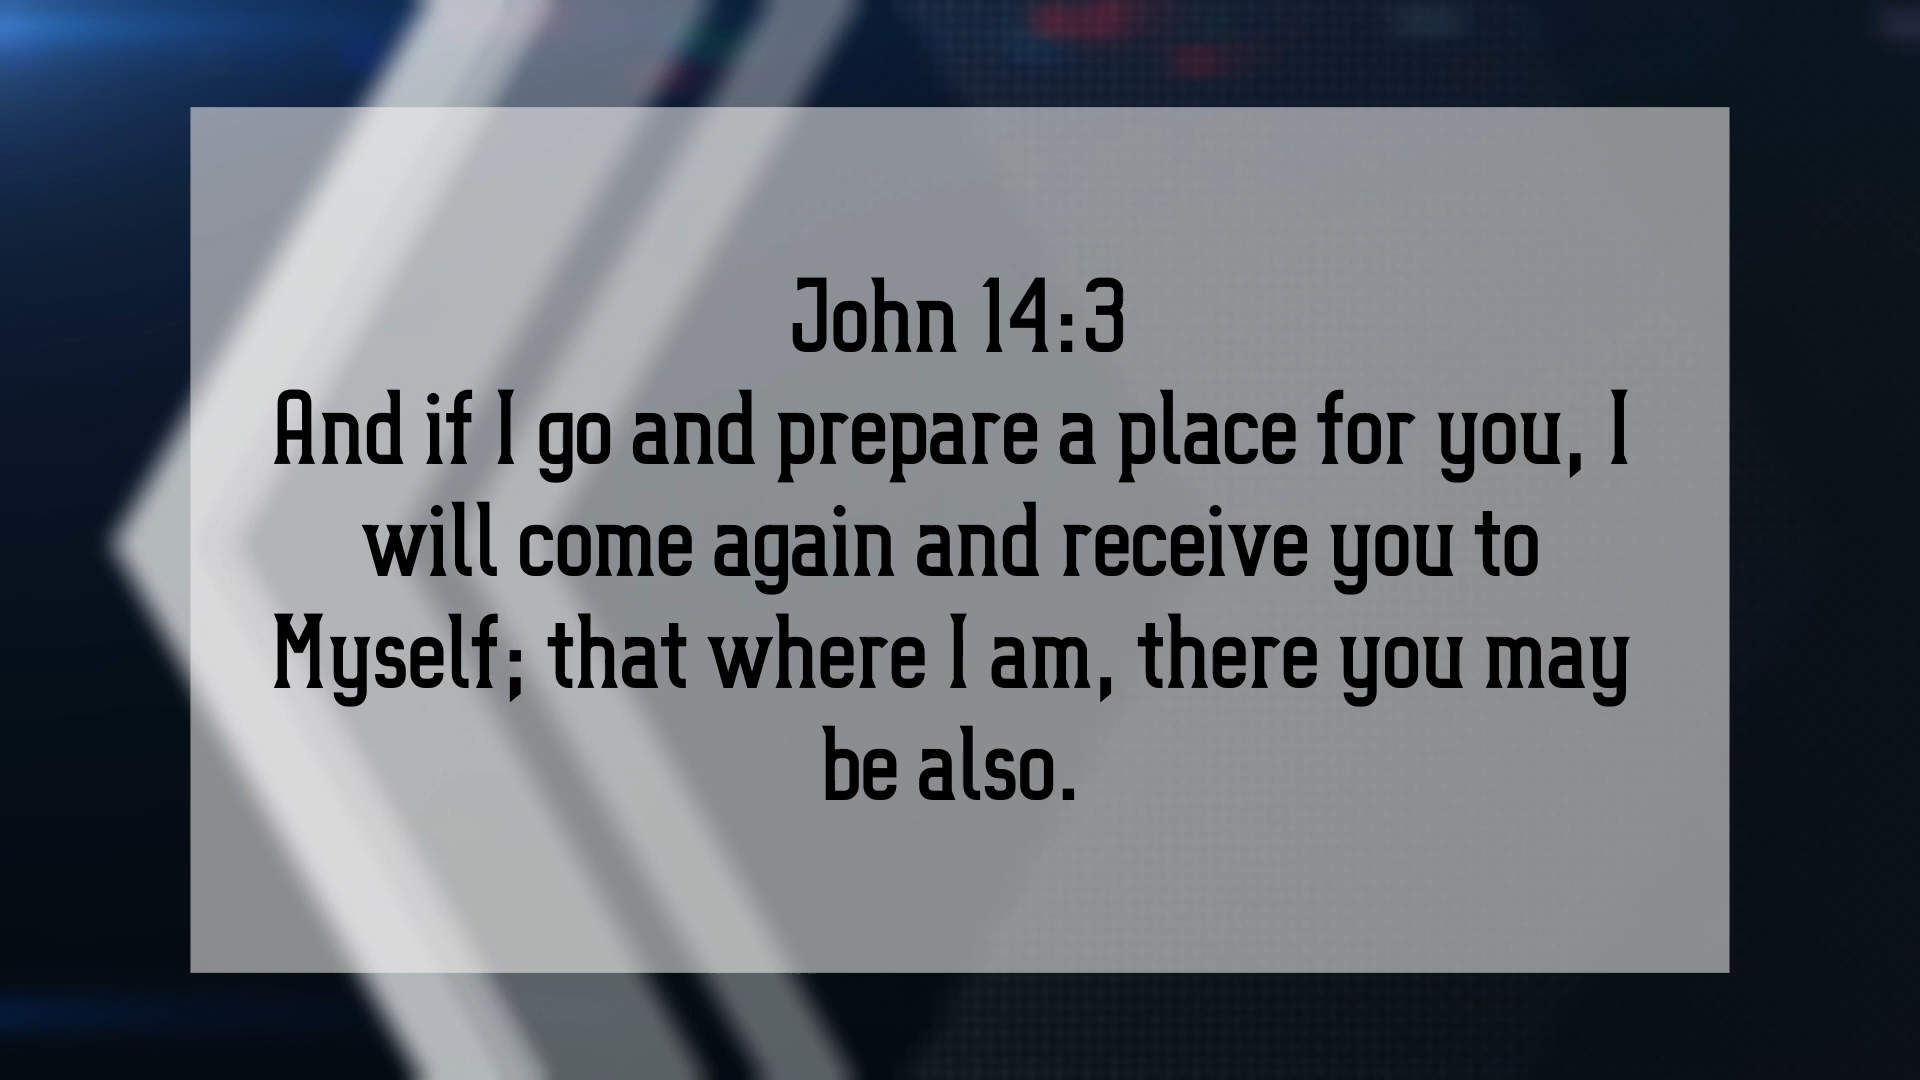 John 14:3
And if I go and prepare a place for you, I
will come again and receive you to
Myself; that where I am, there you may
be also.